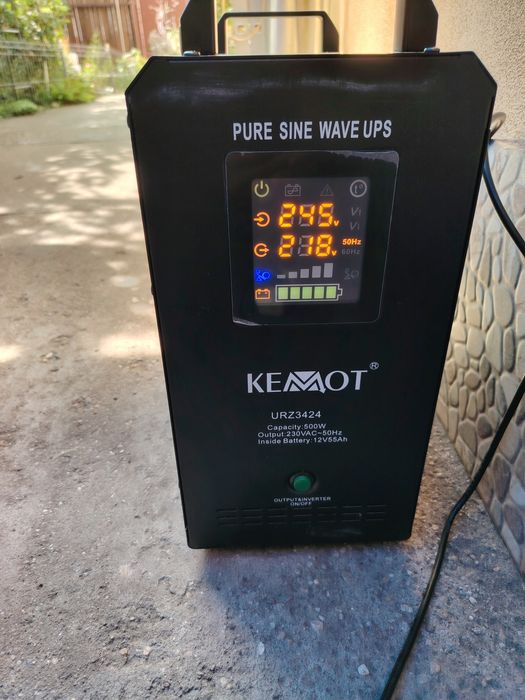 PURE SINE WAVE UPS
245v
218v 50Hz
60Hz
KEMOT®
URZ3424
Capacity:500W
Output:230VAC~50Hz
Inside Battery:12V55Ah
OUTPUT&INVERTER
ON/OFF